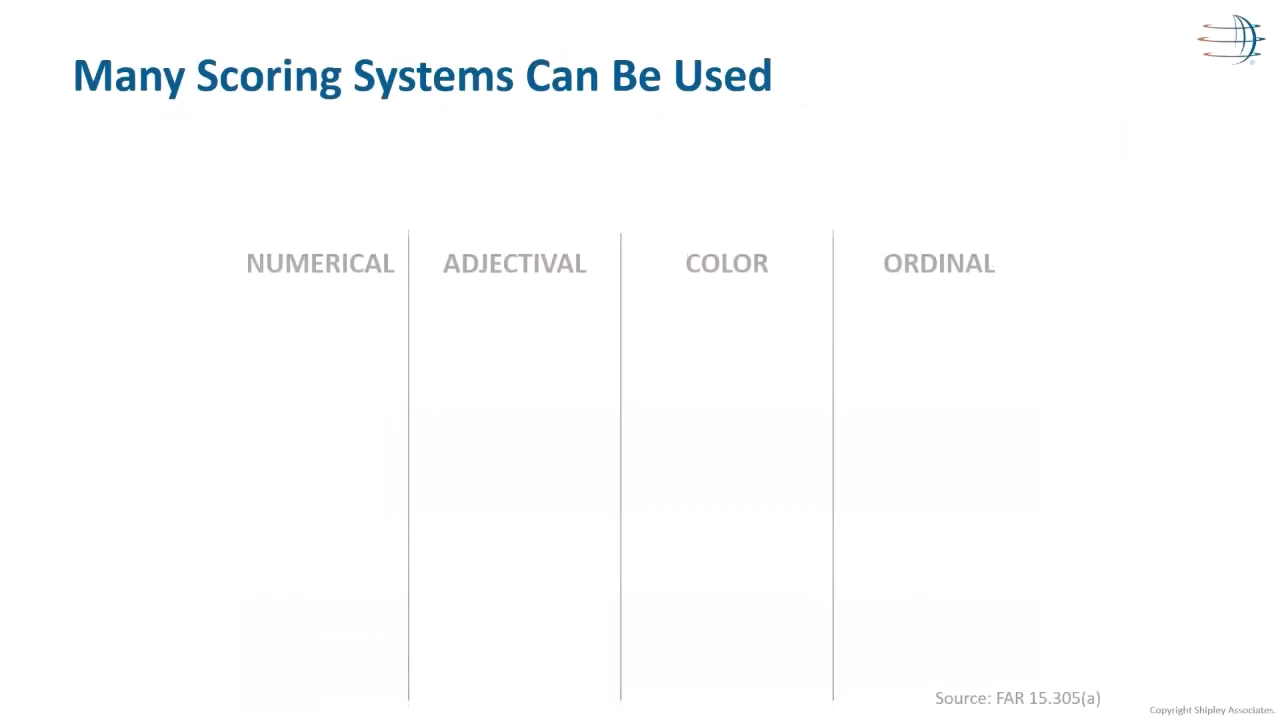 Many Scoring Systems Can Be Used
NUMERICAL ADJECTIVAL COLOR ORDINAL
Source: FAR 15.305(a)
Copyright Shipley Associates.